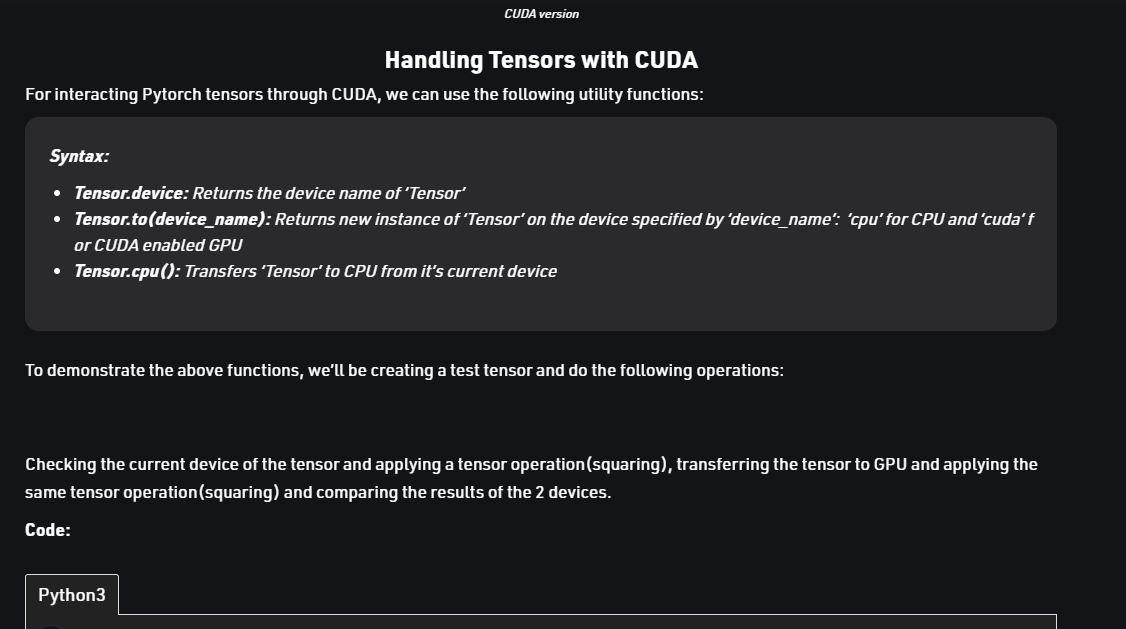 CUDA version
Handling Tensors with CUDA
For interacting Pytorch tensors through CUDA, we can use the following utility functions:
Syntax:
• Tensor.device: Returns the device name of ‘Tensor’
• Tensor.to(device_name): Returns new instance of ‘Tensor’ on the device specified by ‘device_name’: ‘cpu’ for CPU and ‘cuda’ f
or CUDA enabled GPU
• Tensor.cpu(): Transfers ‘Tensor’ to CPU from it’s current device
To demonstrate the above functions, we’ll be creating a test tensor and do the following operations:
Checking the current device of the tensor and applying a tensor operation(squaring), transferring the tensor to GPU and applying the
same tensor operation(squaring) and comparing the results of the 2 devices.
Code:
Python3